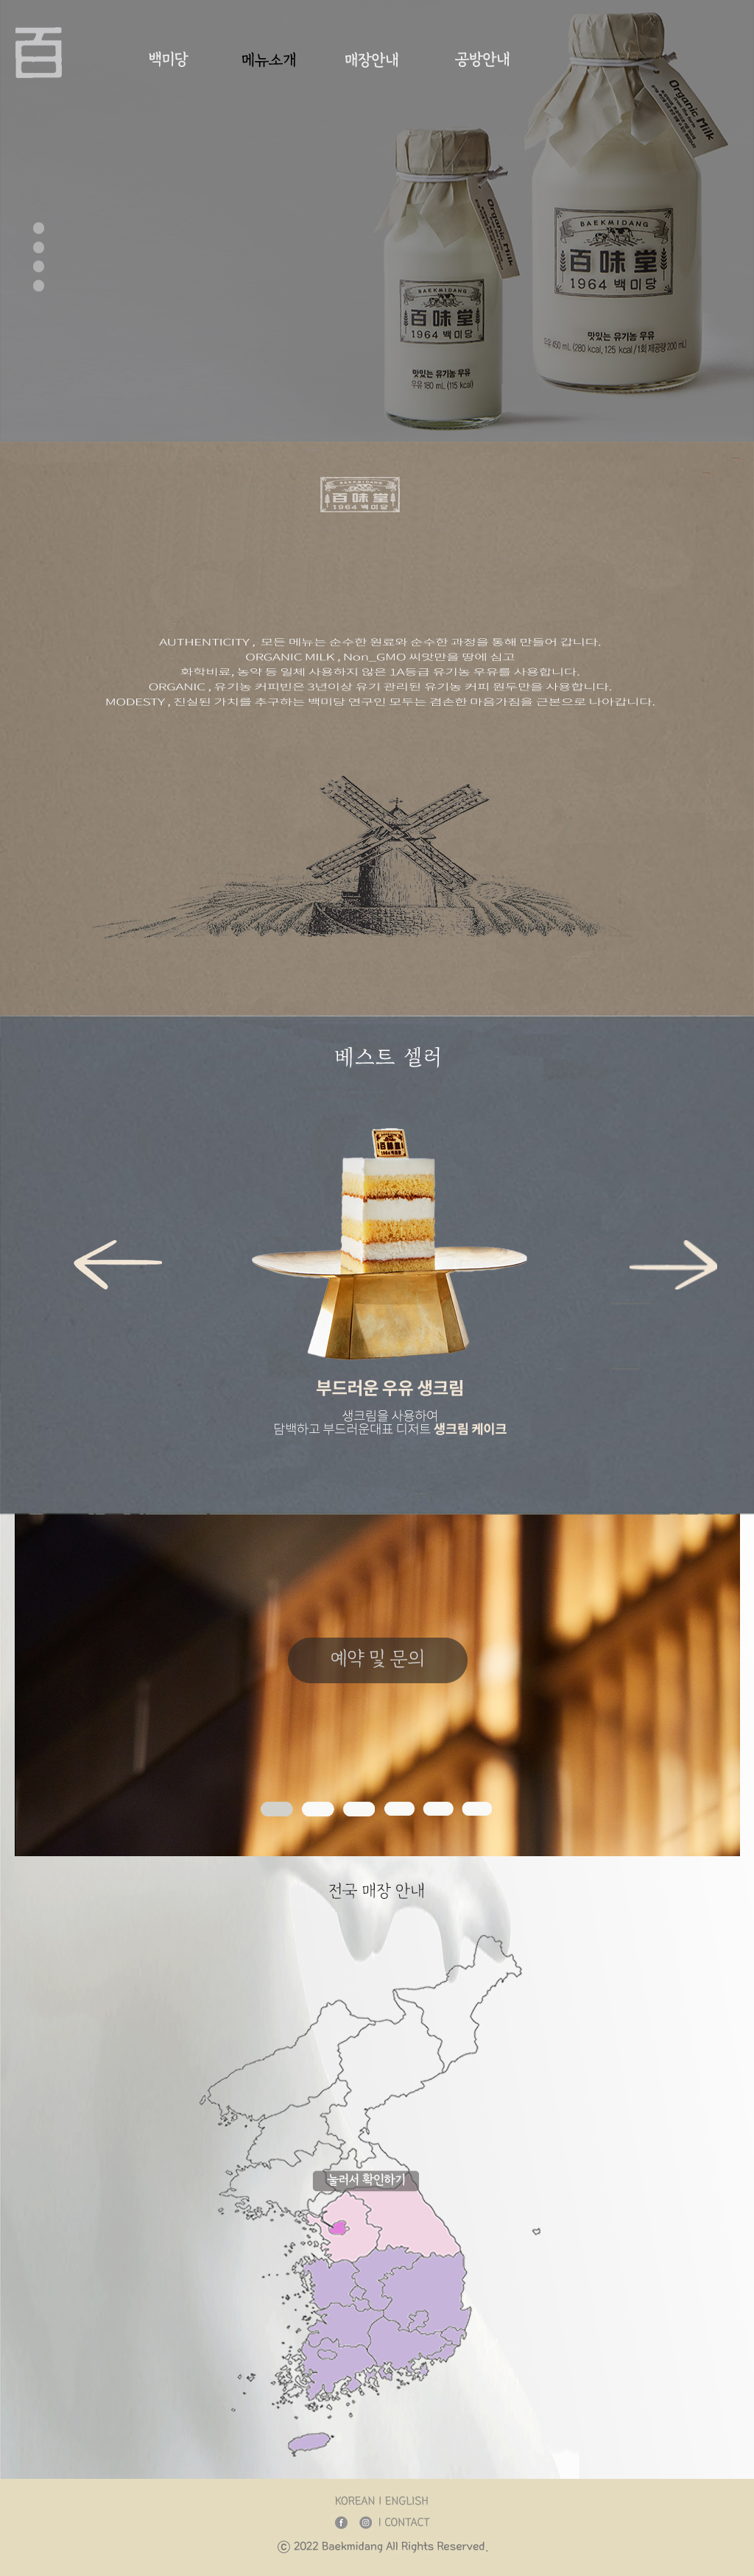 百
백미당 메뉴소개 매장안내 공방안내
Organic Milk
Organic Milk
BAEKMIDANG
百味堂
1964 백미당
맛있는 유기농 우유
우유 180 mL (115 kcal)
BAEKMIDANG
百味堂
1964 백미당
맛있는 유기농 우유
우유 450 mL (280 kcal, 125 kcal / 1회 제공량 200 mL)
BAEKMIDANG
百味堂
1964 백미당
AUTHENTICITY , 모든 메뉴는 순수한 원료와 순수한 과정을 통해 만들어 갑니다.
ORGANIC MILK , Non_GMO 씨앗만을 땅에 심고
화학비료, 농약 등 일체 사용하지 않은 1A등급 유기농 우유를 사용합니다.
ORGANIC , 유기농 커피빈은 3년이상 유기 관리된 유기농 커피 원두만을 사용합니다.
MODESTY , 진실된 가치를 추구하는 백미당 연구인 모두는 겸손한 마음가짐을 근본으로 나아갑니다.
베스트 셀러
百味堂
1964 백미당
부드러운 우유 생크림
생크림을 사용하여
담백하고 부드러운대표 디저트 생크림 케이크
예약 및 문의
전국 매장 안내
눌러서 확인하기
KOREAN I ENGLISH
I CONTACT
ⓒ 2022 Baekmidang All Rights Reserved.